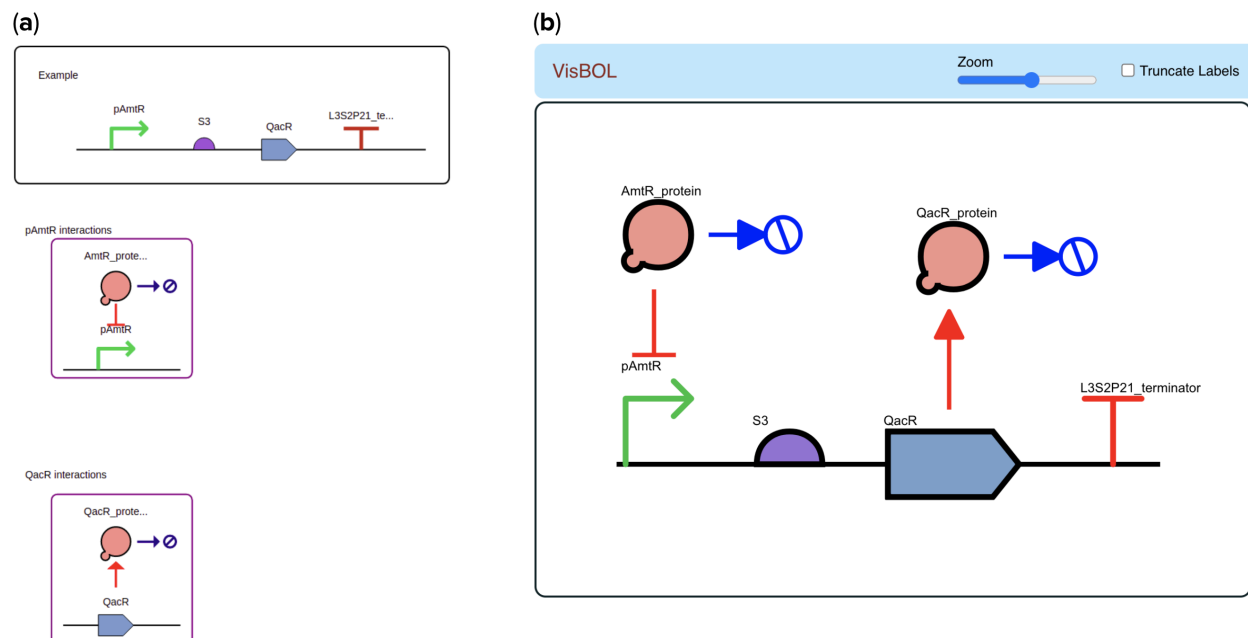 (a)
Example
pAmtR
S3
QacR
L3S2P21_te...
pAmtR interactions
AmtR_prote...
pAmtR
QacR interactions
QacR_prote...
QacR
(b)
VisBOL
Zoom
Truncate Labels
AmtR_protein
QacR_protein
pAmtR
L3S2P21_terminator
S3
QacR